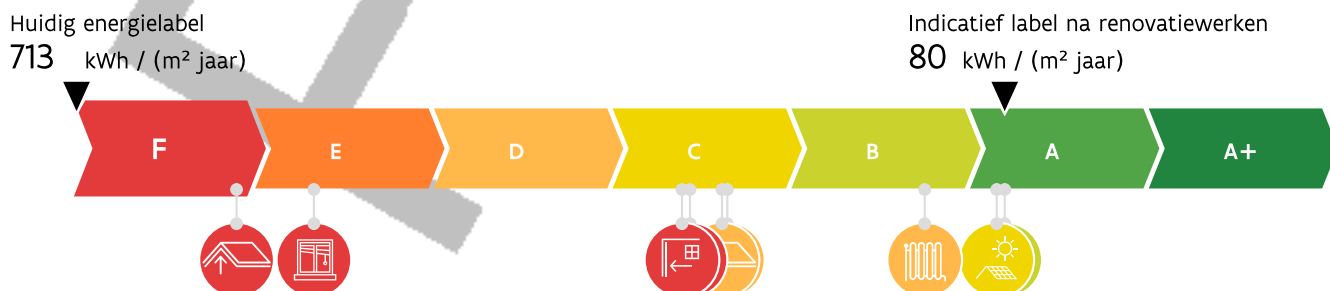 Huidig energielabel
713 kWh / (m² jaar)
Indicatief label na renovatiewerken
80 kWh / (m² jaar)
F E D C B A A+